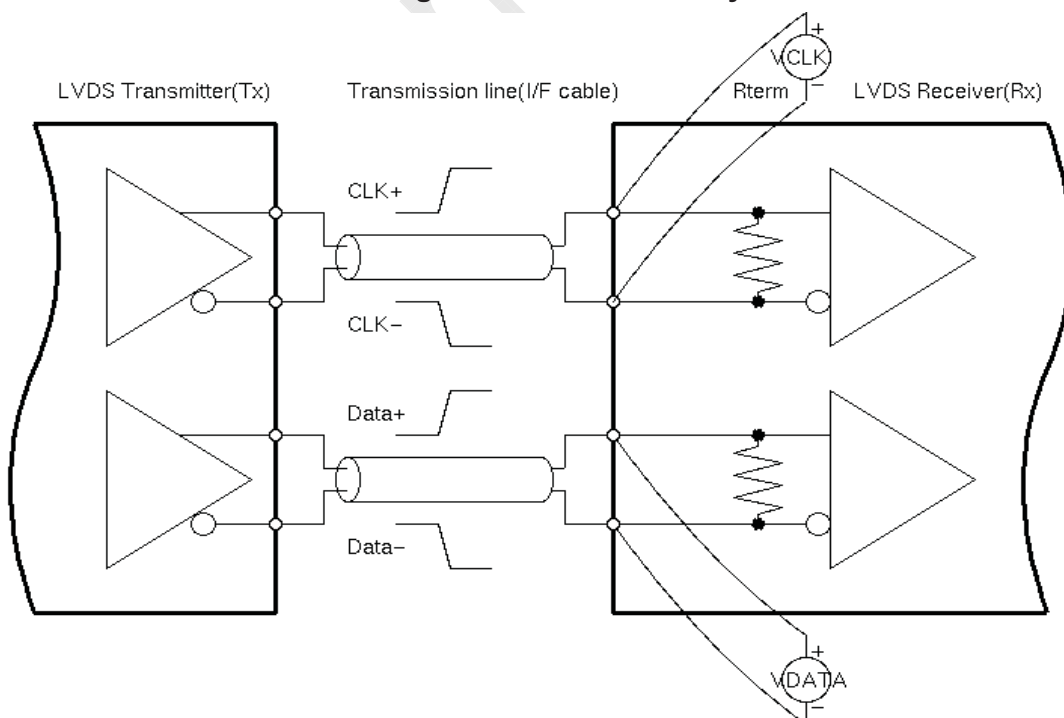 +
VCLK
−
LVDS Transmitter(Tx)
Transmission line(I/F cable)
Rterm
LVDS Receiver(Rx)
CLK+
CLK−
Data+
Data−
+
VDATA
−